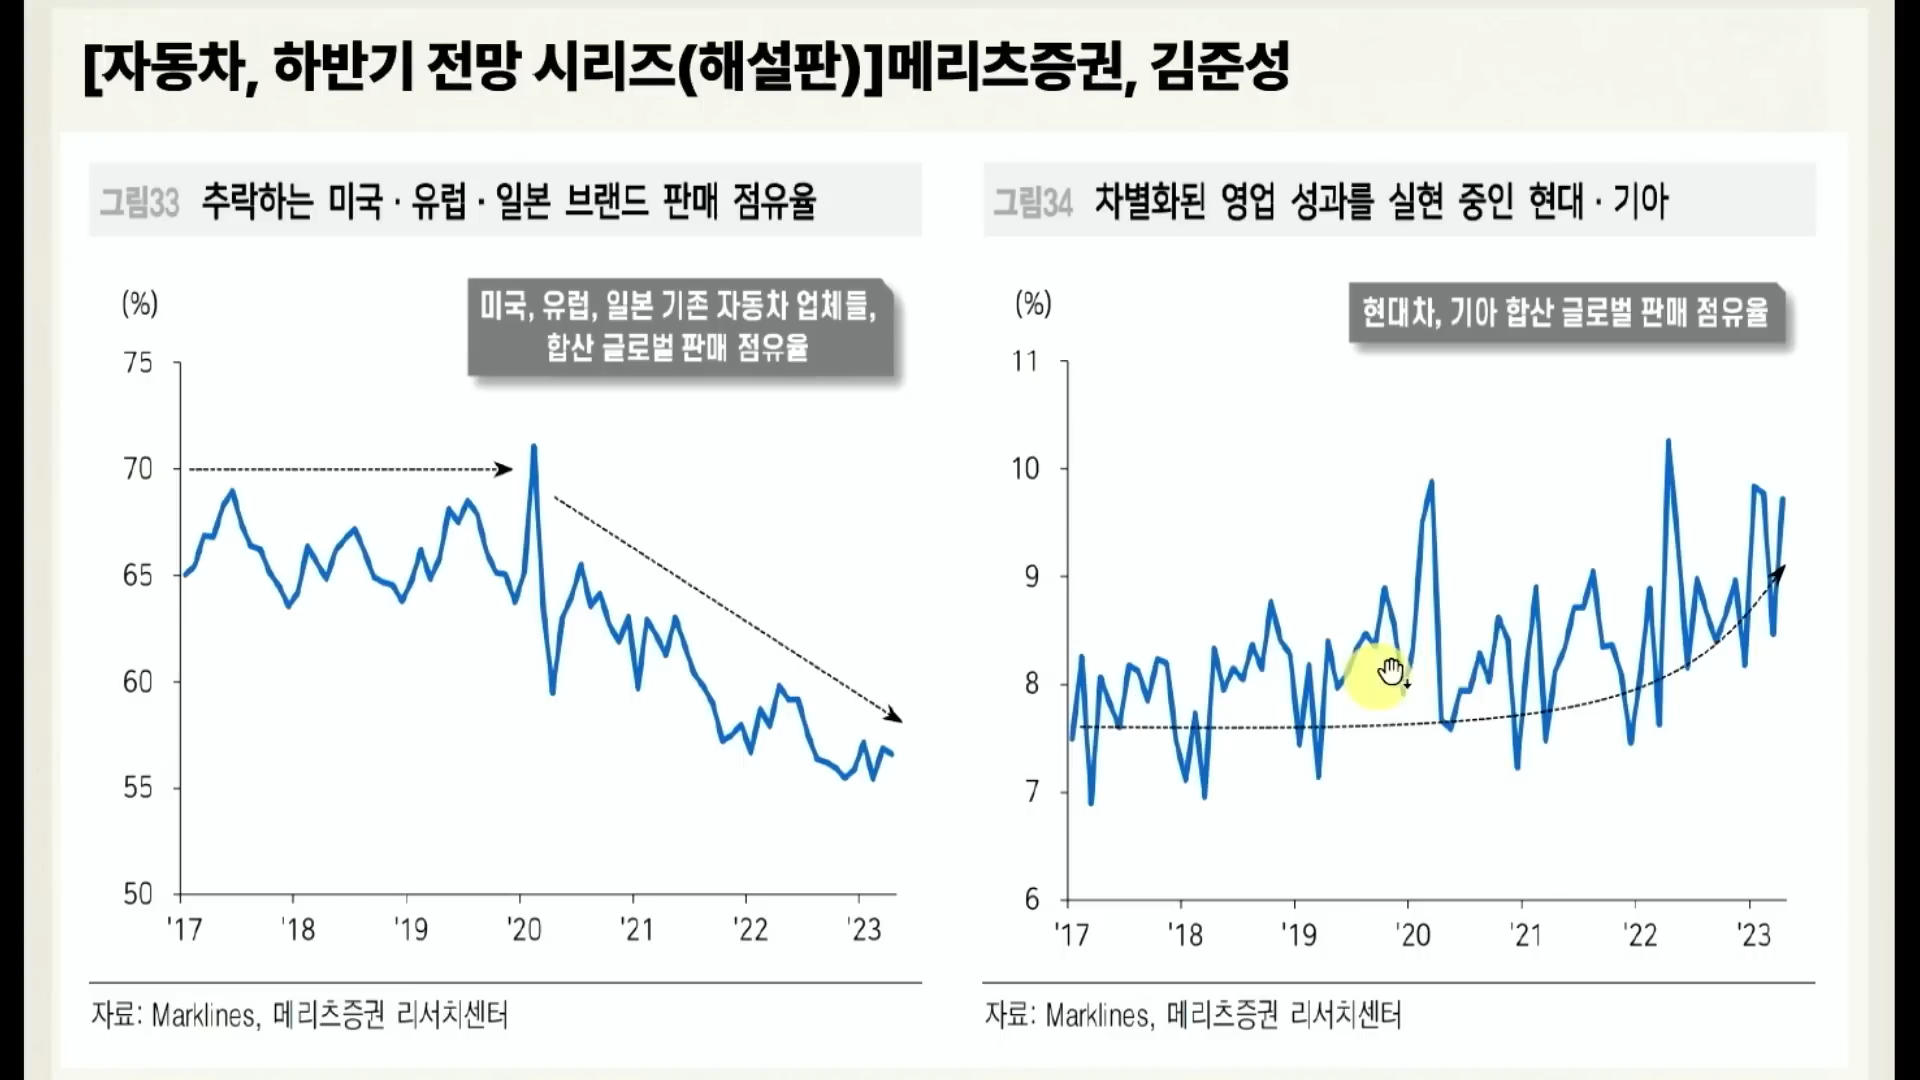 [자동차, 하반기 전망 시리즈(해설판)]메리츠증권, 김준성
그림33 추락하는 미국·유럽·일본 브랜드 판매 점유율
(%)
미국, 유럽, 일본 기존 자동차 업체들,
합산 글로벌 판매 점유율
75
70
65
60
55
50
'17 '18 '19 '20 '21 '22 '23
자료: Marklines, 메리츠증권 리서치센터
그림34 차별화된 영업 성과를 실현 중인 현대·기아
(%)
현대차, 기아 합산 글로벌 판매 점유율
11
10
9
8
7
6
'17 '18 '19 '20 '21 '22 '23
자료: Marklines, 메리츠증권 리서치센터